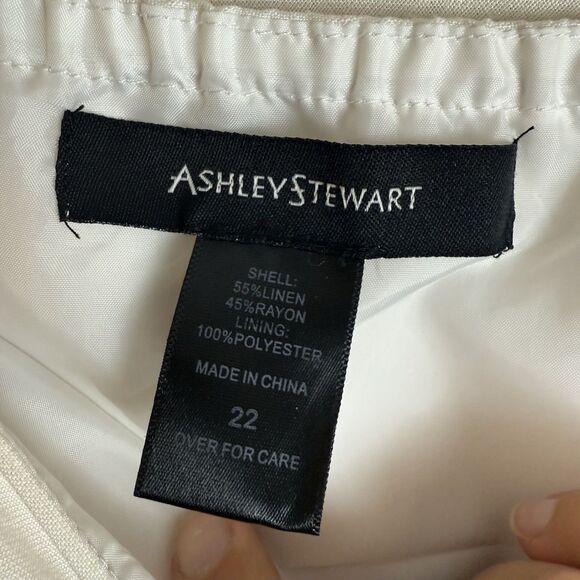 ASHLEY STEWART
SHELL:
55%LINEN
45%RAYON
LINING:
100%POLYESTER
MADE IN CHINA
22
OVER FOR CARE